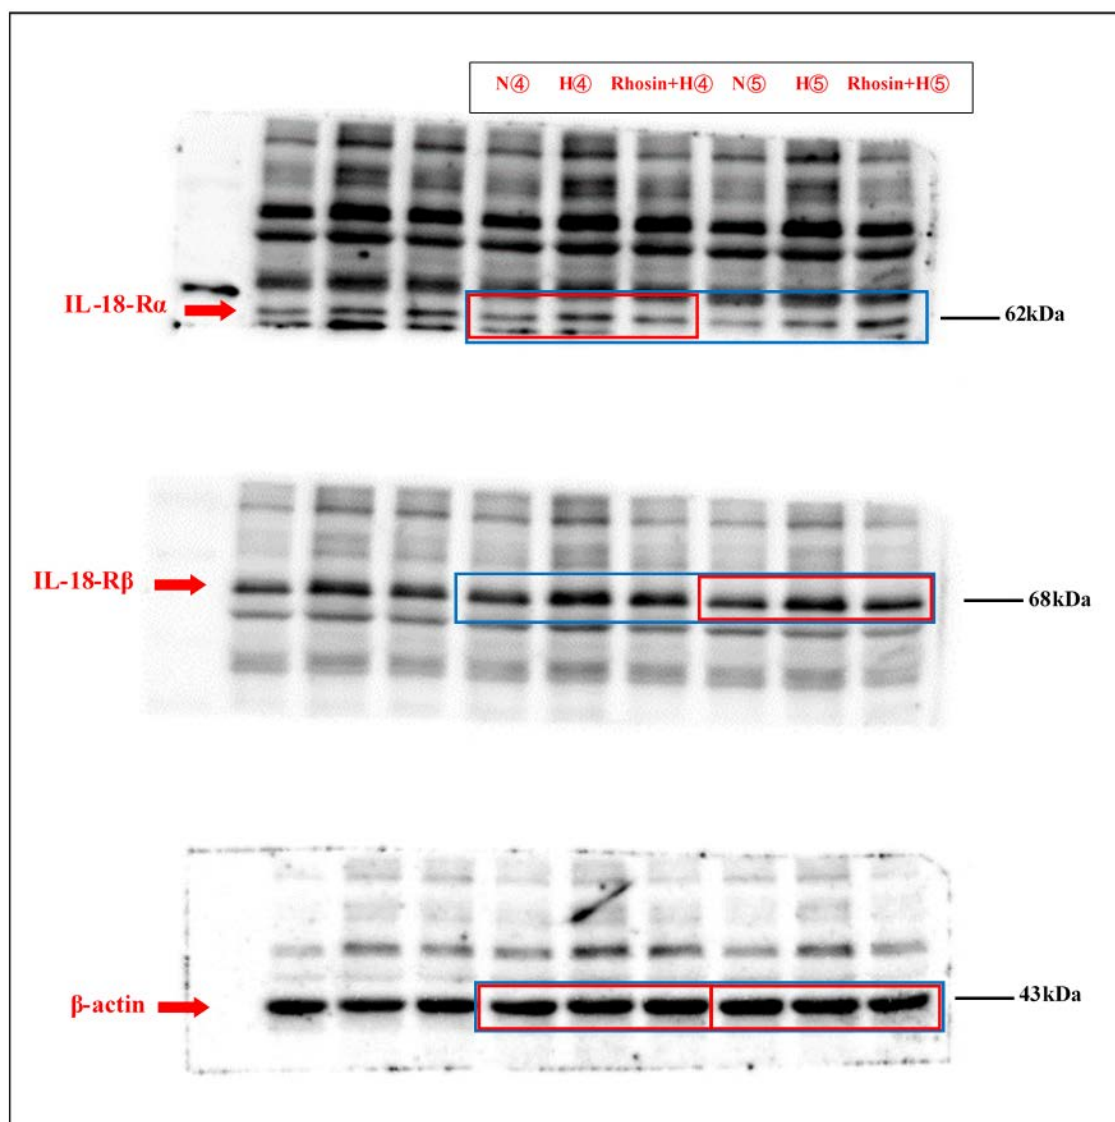 N④ H④ Rhosin+H④ N⑤ H⑤ Rhosin+H⑤
IL-18-Rα
62kDa
IL-18-Rβ
68kDa
β-actin
43kDa